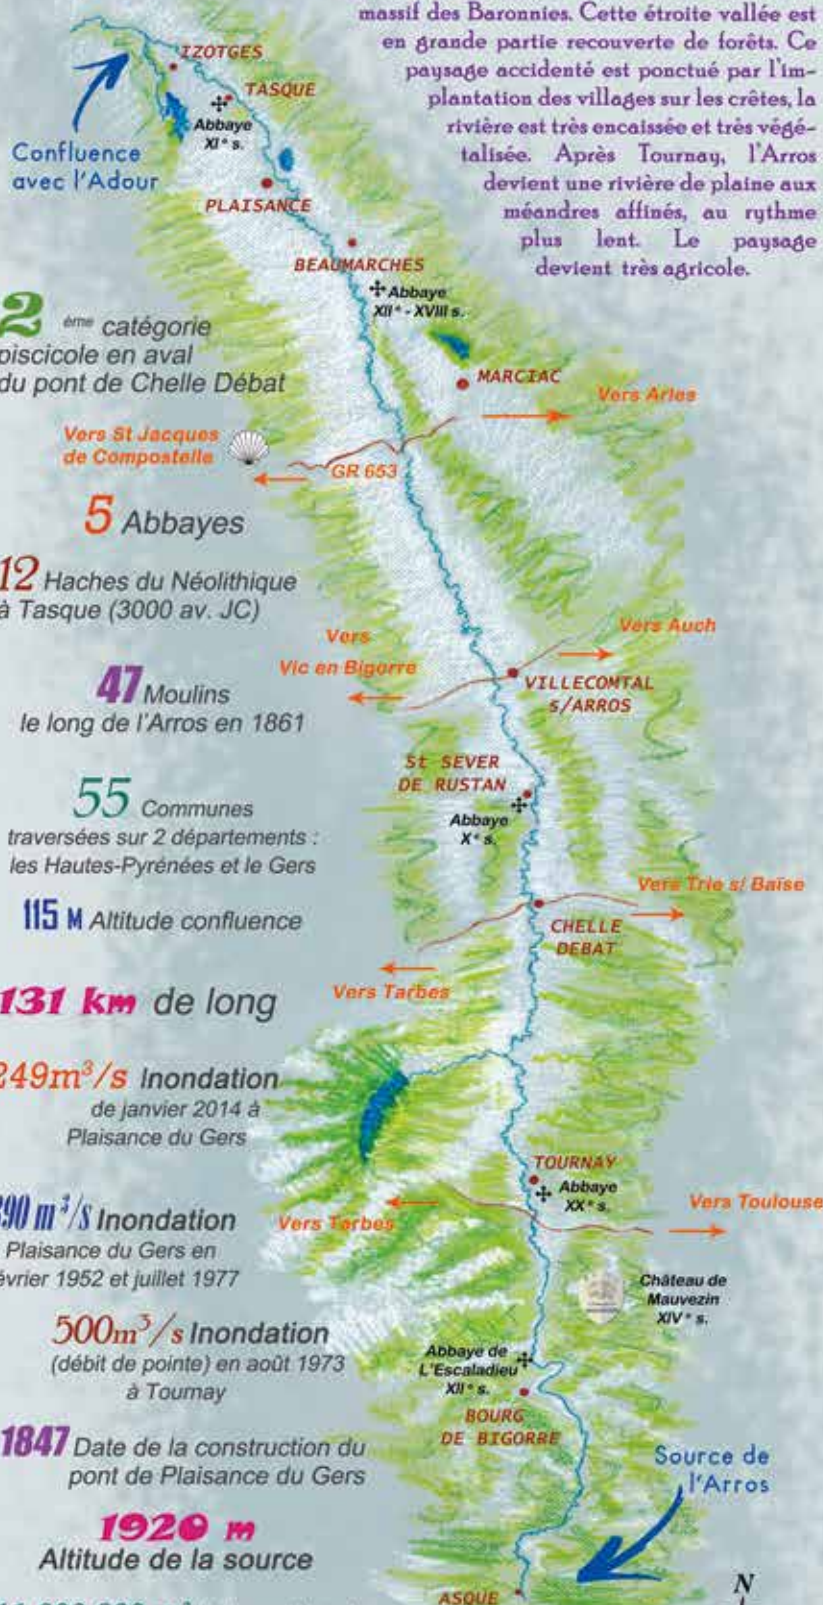 massif des Baronnies. Cette étroite vallée est
en grande partie recouverte de forêts. Ce
paysage accidenté est ponctué par l'im-
plantation des villages sur les crêtes, la
rivière est très encaissée et très végé-
talisée. Après Tournay, l'Arros
devient une rivière de plaine aux
méandres affinés, au rythme
plus lent. Le paysage
devient très agricole.
IZOTGES
TASQUE
Abbaye
XI° s.
Confluence
avec l'Adour
PLAISANCE
BEAUMARCHES
Abbaye
XII° - XVIII s.
2 ème catégorie
piscicole en aval
du pont de Chelle Débat
MARCIAC
Vers Arles
Vers St Jacques
de Compostelle
GR 653
5 Abbayes
12 Haches du Néolithique
à Tasque (3000 av. JC)
Vers
Vic en Bigorre
Vers Auch
47 Moulins
le long de l'Arros en 1861
VILLECOMTAL
s/ARROS
St SEVER
DE RUSTAN
Abbaye
X° s.
55 Communes
traversées sur 2 départements :
les Hautes-Pyrénées et le Gers
Vers Trie s/ Baïse
115 M Altitude confluence
CHELLE
DEBAT
Vers Tarbes
131 km de long
249m³/s Inondation
de janvier 2014 à
Plaisance du Gers
TOURNAY
Abbaye
XX° s.
Vers Tarbes
Vers Toulouse
90 m³/s Inondation
Plaisance du Gers en
évrier 1952 et juillet 1977
Château de
Mauvezin
XIV° s.
500m³/s Inondation
(débit de pointe) en août 1973
à Tournay
Abbaye de
L'Escaladieu
XII° s.
BOURG
DE BIGORRE
1847 Date de la construction du
pont de Plaisance du Gers
Source de
l'Arros
1920 m
Altitude de la source
ASQUE
N